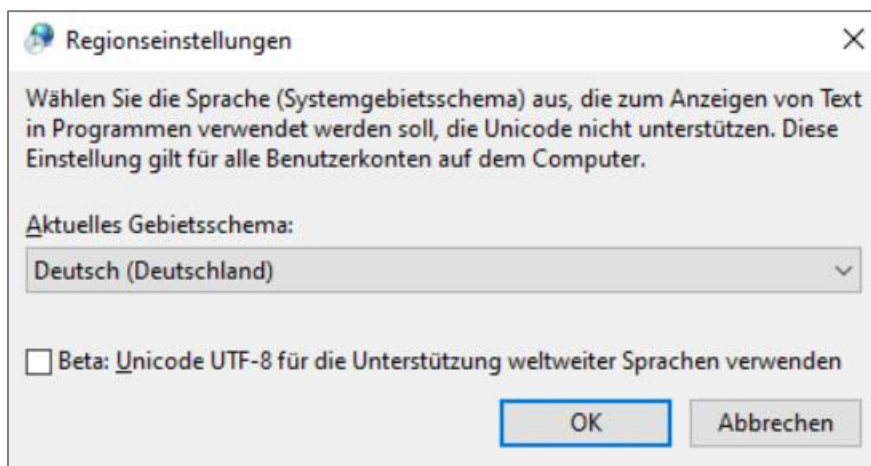 Regionseinstellungen
Wählen Sie die Sprache (Systemgebietsschema) aus, die zum Anzeigen von Text
in Programmen verwendet werden soll, die Unicode nicht unterstützen. Diese
Einstellung gilt für alle Benutzerkonten auf dem Computer.
Aktuelles Gebietsschema:
Deutsch (Deutschland)
Beta: Unicode UTF-8 für die Unterstützung weltweiter Sprachen verwenden
OK Abbrechen